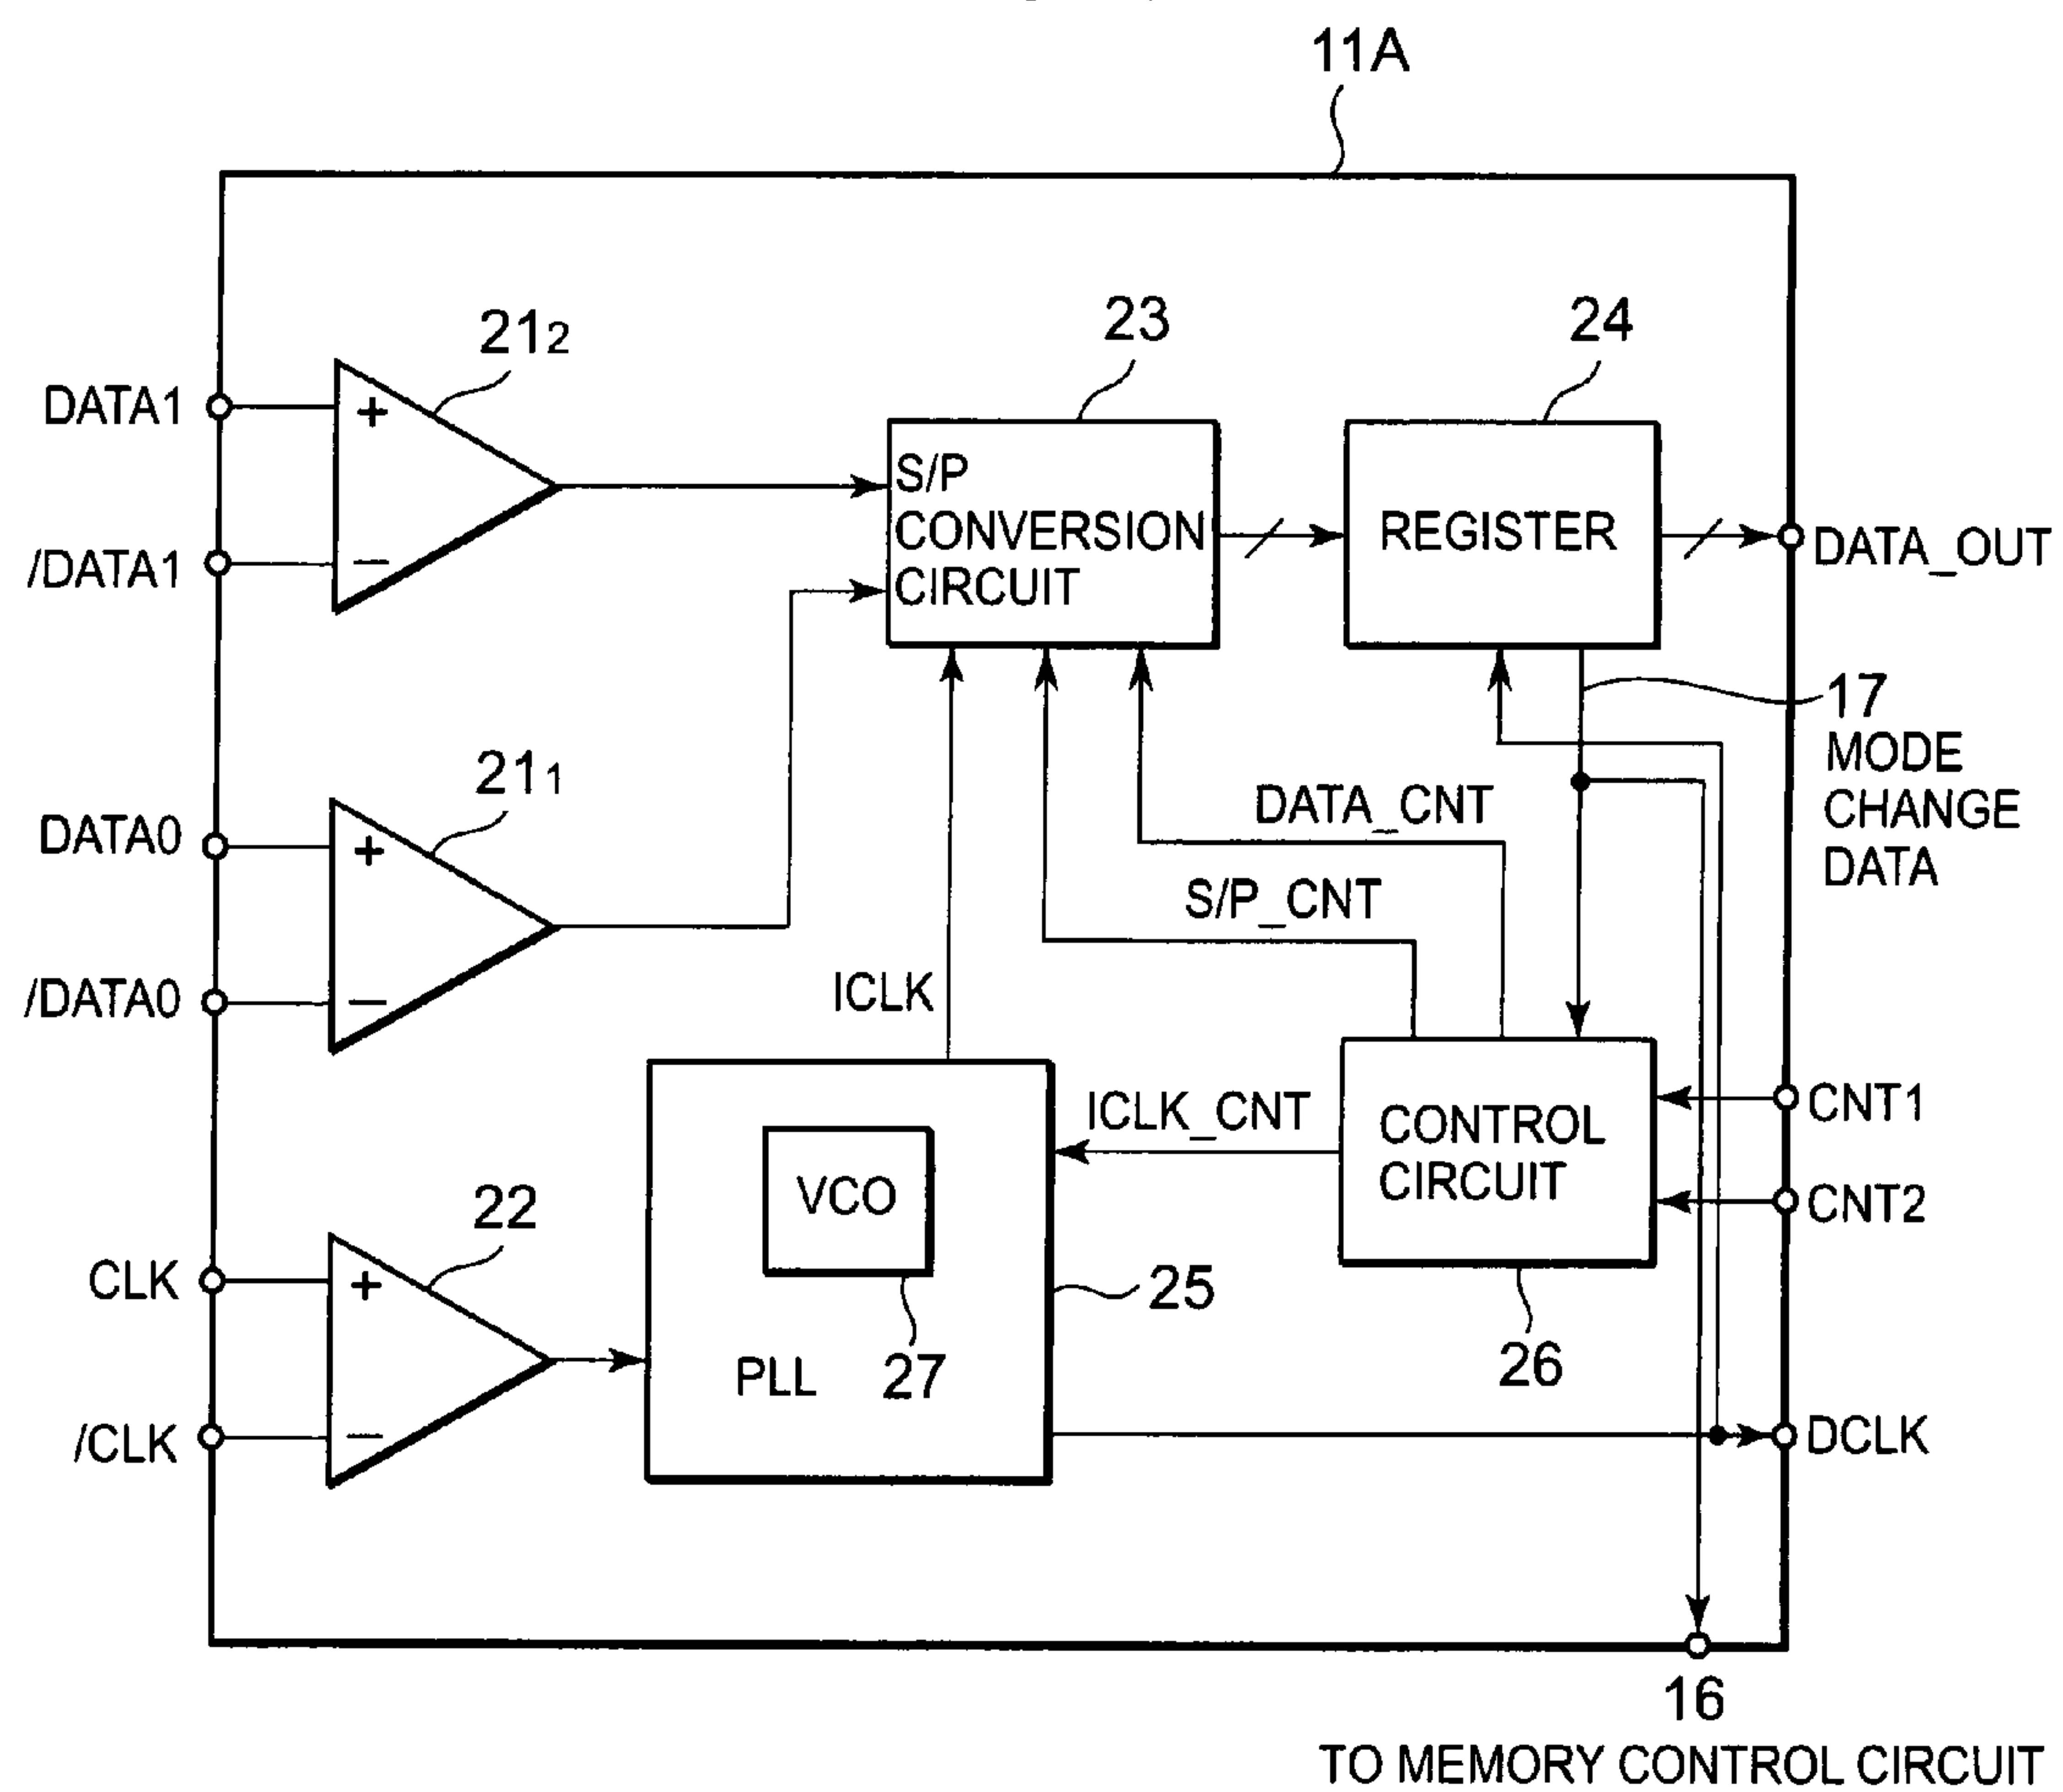 11A
21₂
23
24
DATA1
+
/DATA1
−
S/P
CONVERSION
CIRCUIT
REGISTER
DATA_OUT
17
MODE
CHANGE
DATA
21₁
DATA0
+
/DATA0
−
DATA_CNT
S/P_CNT
ICLK
ICLK_CNT
CONTROL
CIRCUIT
CNT1
CNT2
22
CLK
+
/CLK
−
VCO
25
PLL
27
26
DCLK
16
TO MEMORY CONTROL CIRCUIT